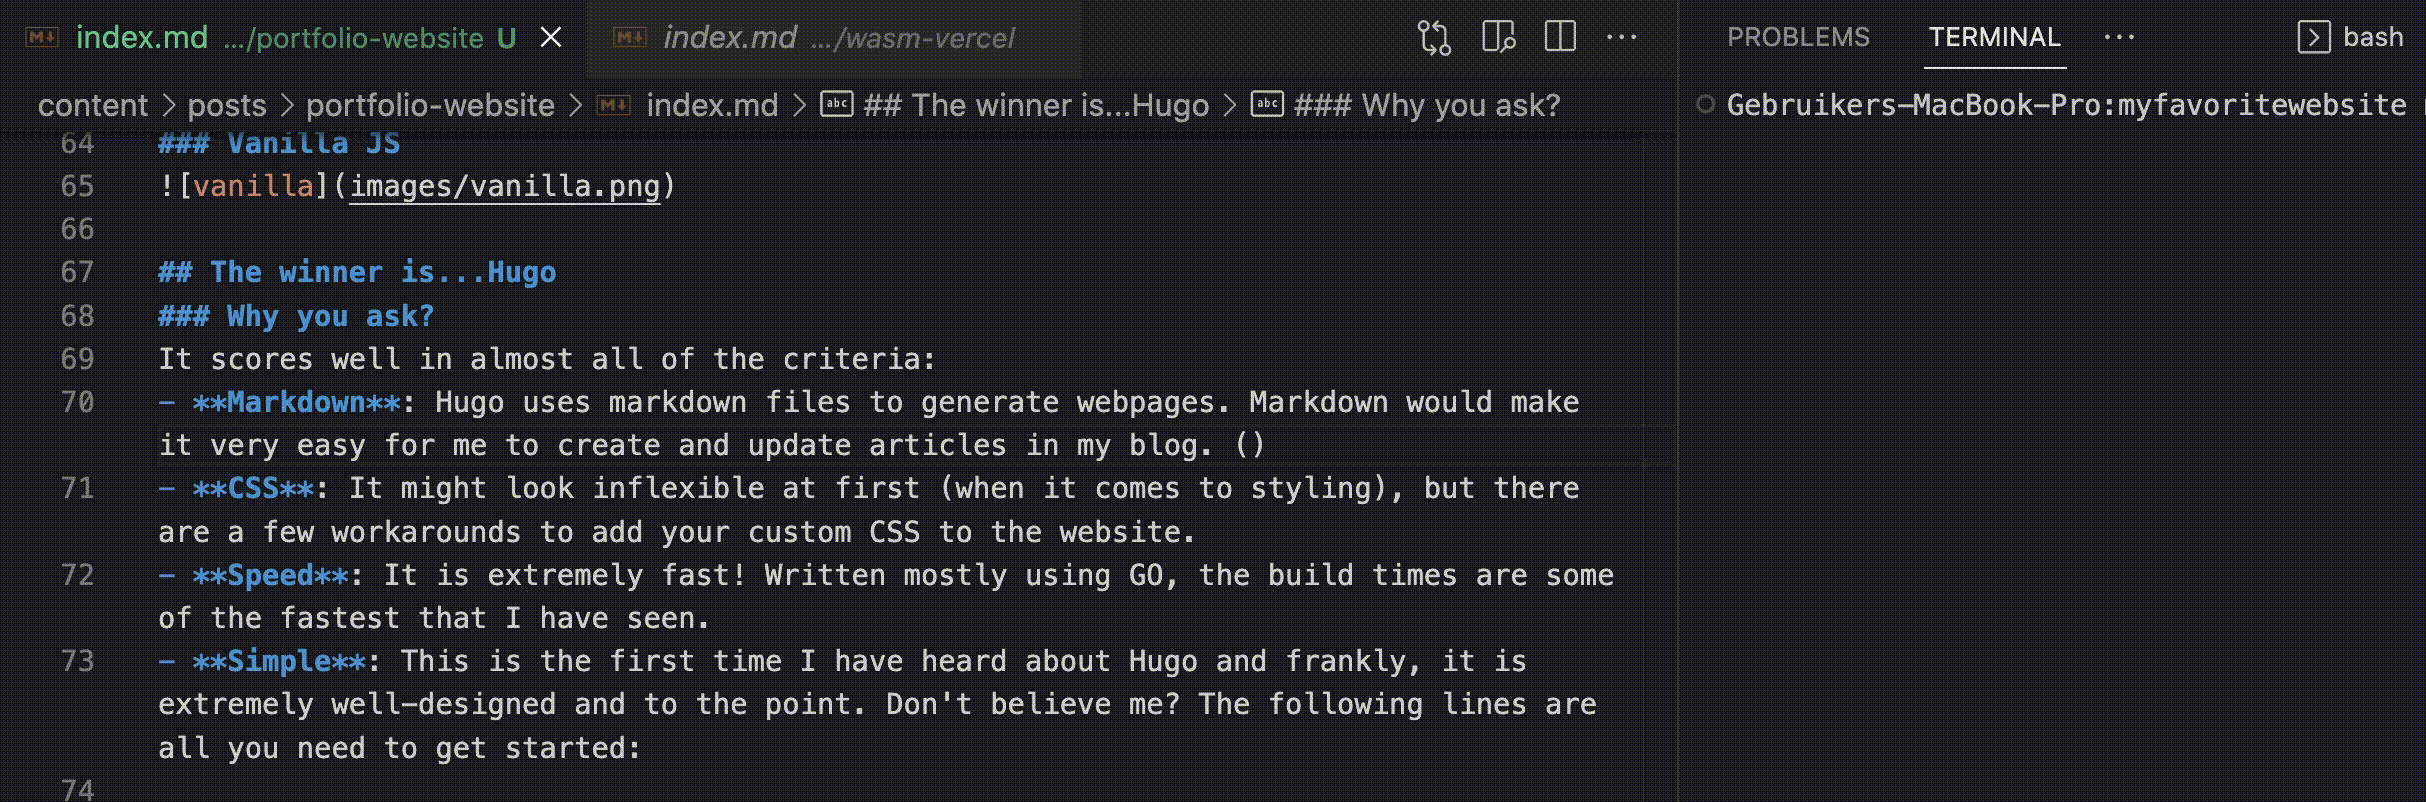 index.md .../portfolio-website U
index.md .../wasm-vercel
PROBLEMS TERMINAL bash
content > posts > portfolio-website > index.md > ## The winner is...Hugo > ### Why you ask?
Gebruikers-MacBook-Pro:myfavoritewebsite
64 ### Vanilla JS
65 ![vanilla](images/vanilla.png)
66
67 ## The winner is...Hugo
68 ### Why you ask?
69 It scores well in almost all of the criteria:
70 - **Markdown**: Hugo uses markdown files to generate webpages. Markdown would make
it very easy for me to create and update articles in my blog. ()
71 - **CSS**: It might look inflexible at first (when it comes to styling), but there
are a few workarounds to add your custom CSS to the website.
72 - **Speed**: It is extremely fast! Written mostly using GO, the build times are some
of the fastest that I have seen.
73 - **Simple**: This is the first time I have heard about Hugo and frankly, it is
extremely well-designed and to the point. Don't believe me? The following lines are
all you need to get started:
74